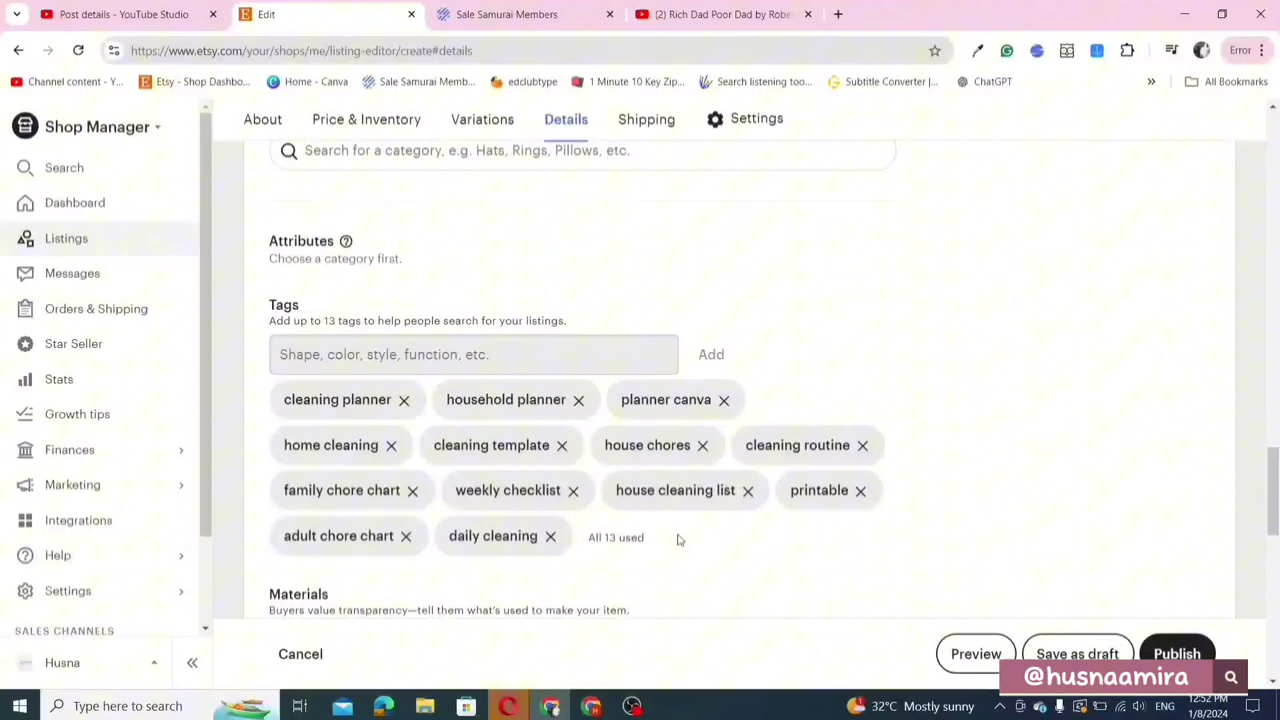 Post details - YouTube Studio
Edit
Sale Samurai Members
(2) Rich Dad Poor Dad by Rober
https://www.etsy.com/your/shops/me/listing-editor/create#details
Error
Channel content - Y...
Etsy - Shop Dashbo...
Home - Canva
Sale Samurai Memb...
edclubtype
1 Minute 10 Key Zip...
Search listening too...
Subtitle Converter |...
ChatGPT
All Bookmarks
Shop Manager
About
Price & Inventory
Variations
Details
Shipping
Settings
Search
Dashboard
Listings
Messages
Orders & Shipping
Star Seller
Stats
Growth tips
Finances
Marketing
Integrations
Help
Settings
SALES CHANNELS
Husna
Search for a category, e.g. Hats, Rings, Pillows, etc.
Attributes
Choose a category first.
Tags
Add up to 13 tags to help people search for your listings.
Shape, color, style, function, etc.
Add
cleaning planner household planner planner canva
home cleaning cleaning template house chores cleaning routine
family chore chart weekly checklist house cleaning list printable
adult chore chart daily cleaning All 13 used
Materials
Buyers value transparency—tell them what's used to make your item.
Cancel
Preview
Save as draft
Publish
@husnaamira
Type here to search
32°C Mostly sunny
ENG
12:52 PM
1/8/2024